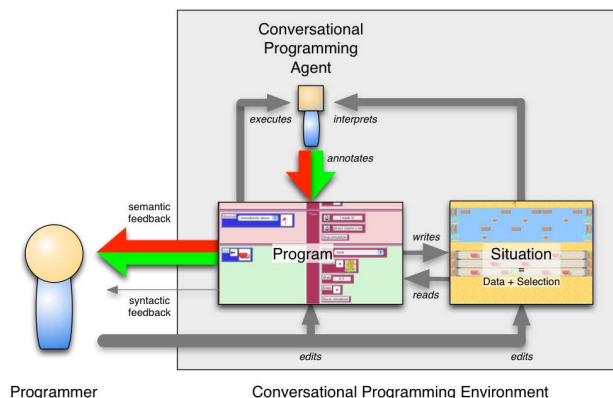 Conversational
Programming
Agent
executes
interprets
annotates
semantic
feedback
Program
writes
reads
Situation
=
Data + Selection
syntactic
feedback
edits
edits
Programmer
Conversational Programming Environment